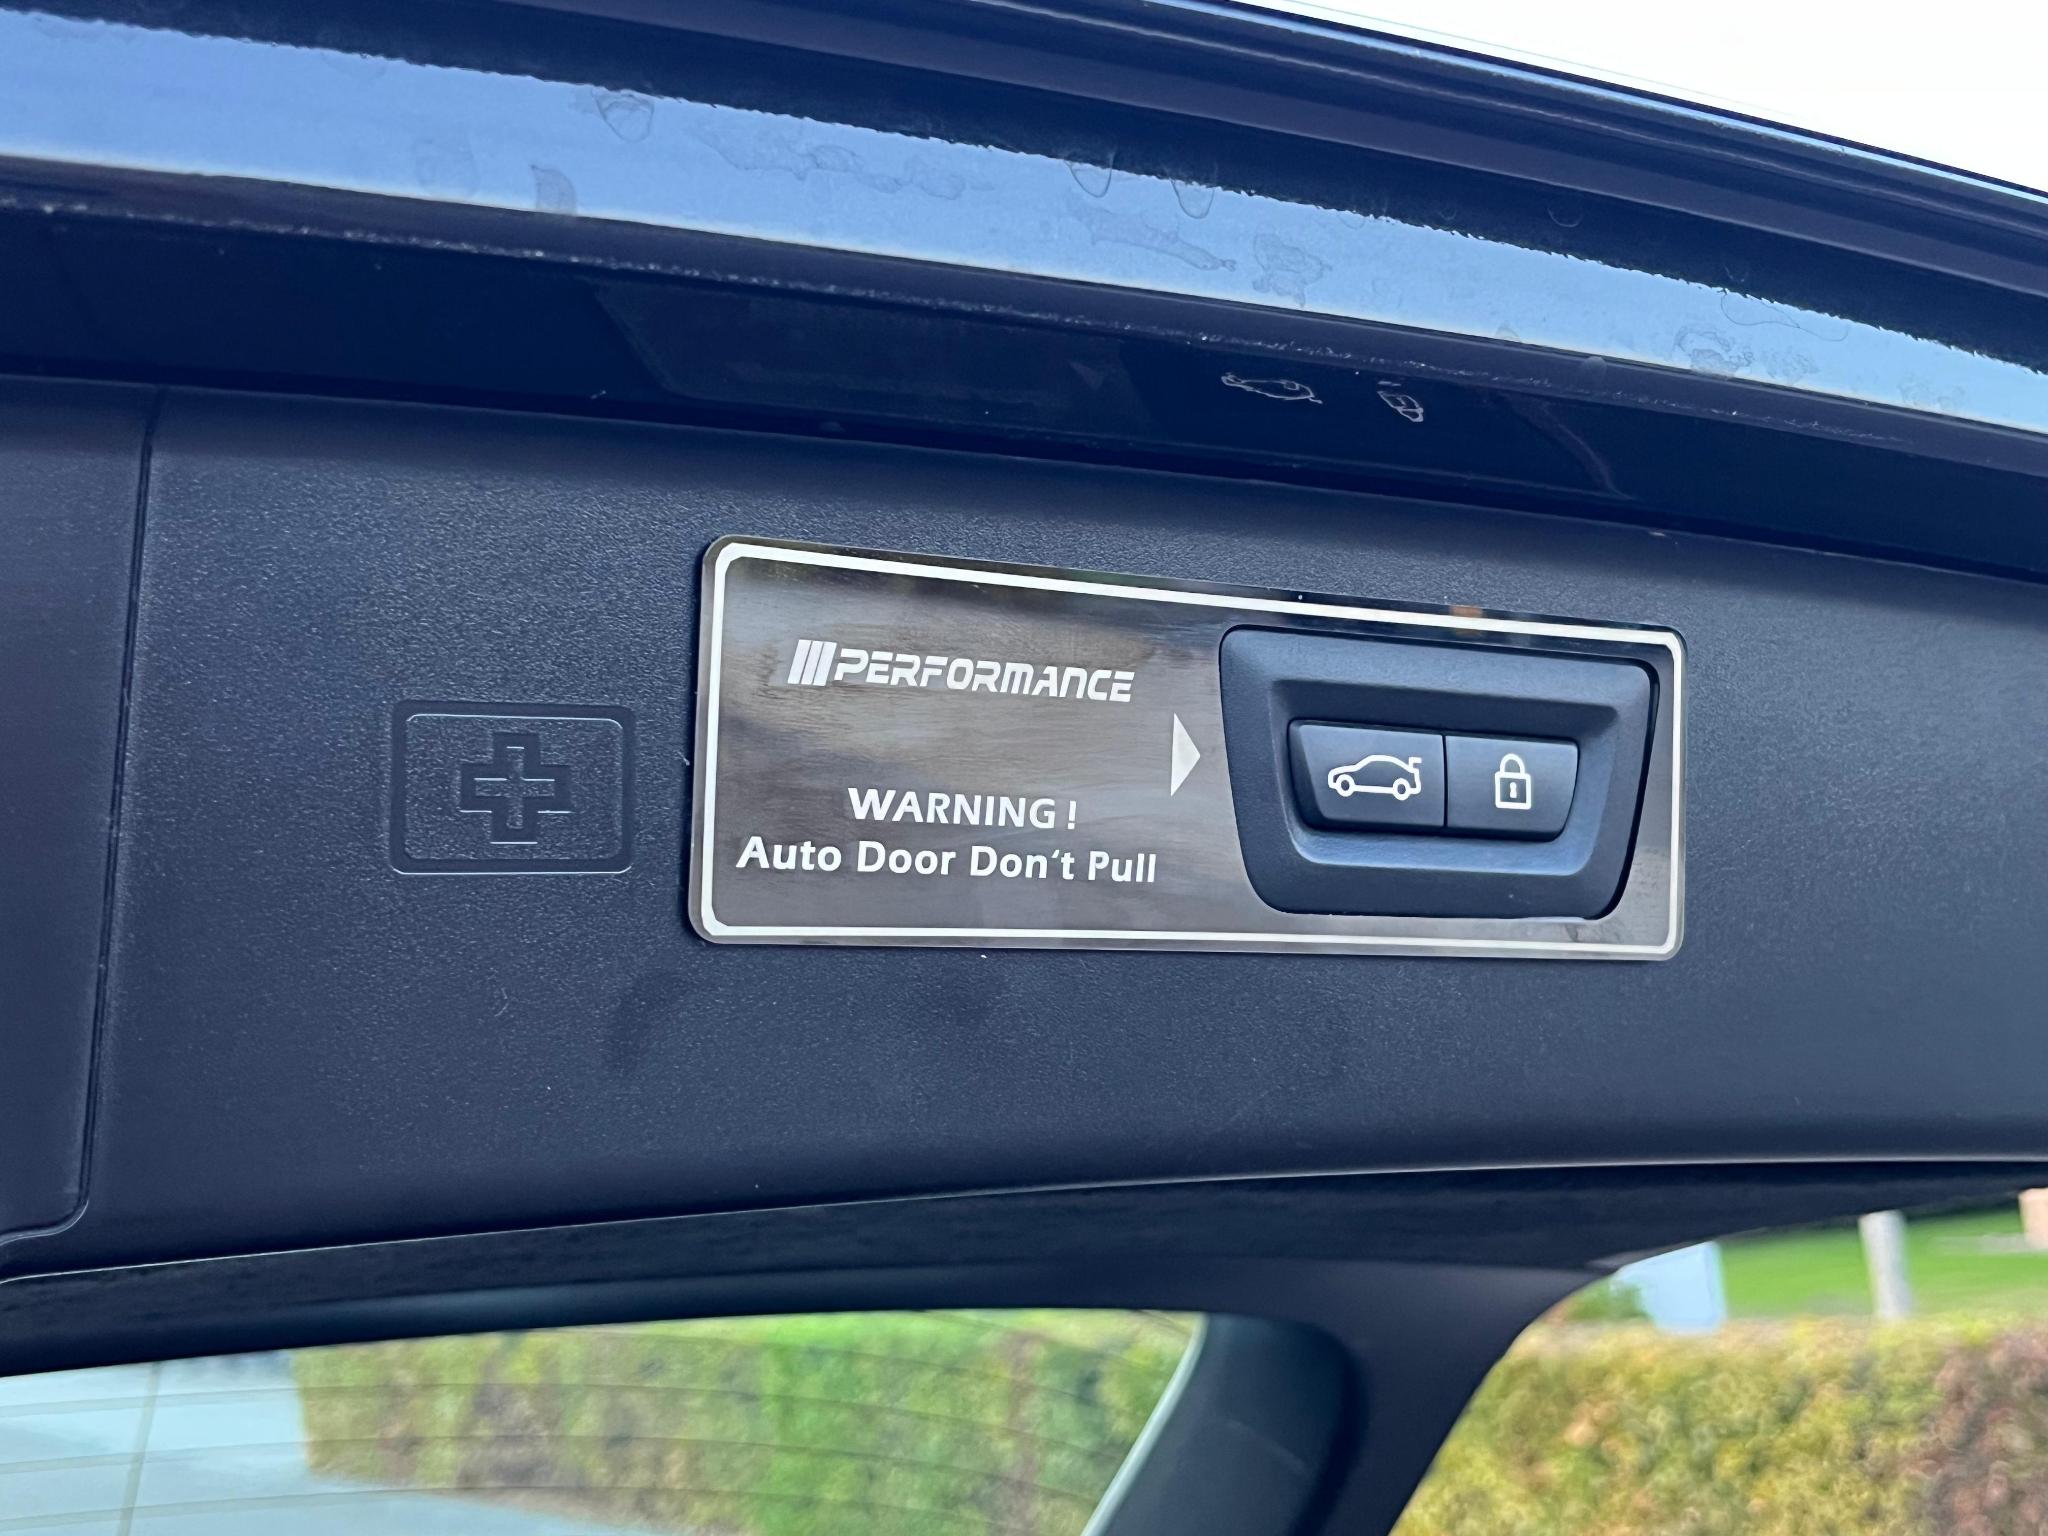 PERFORMANCE
WARNING !
Auto Door Don't Pull